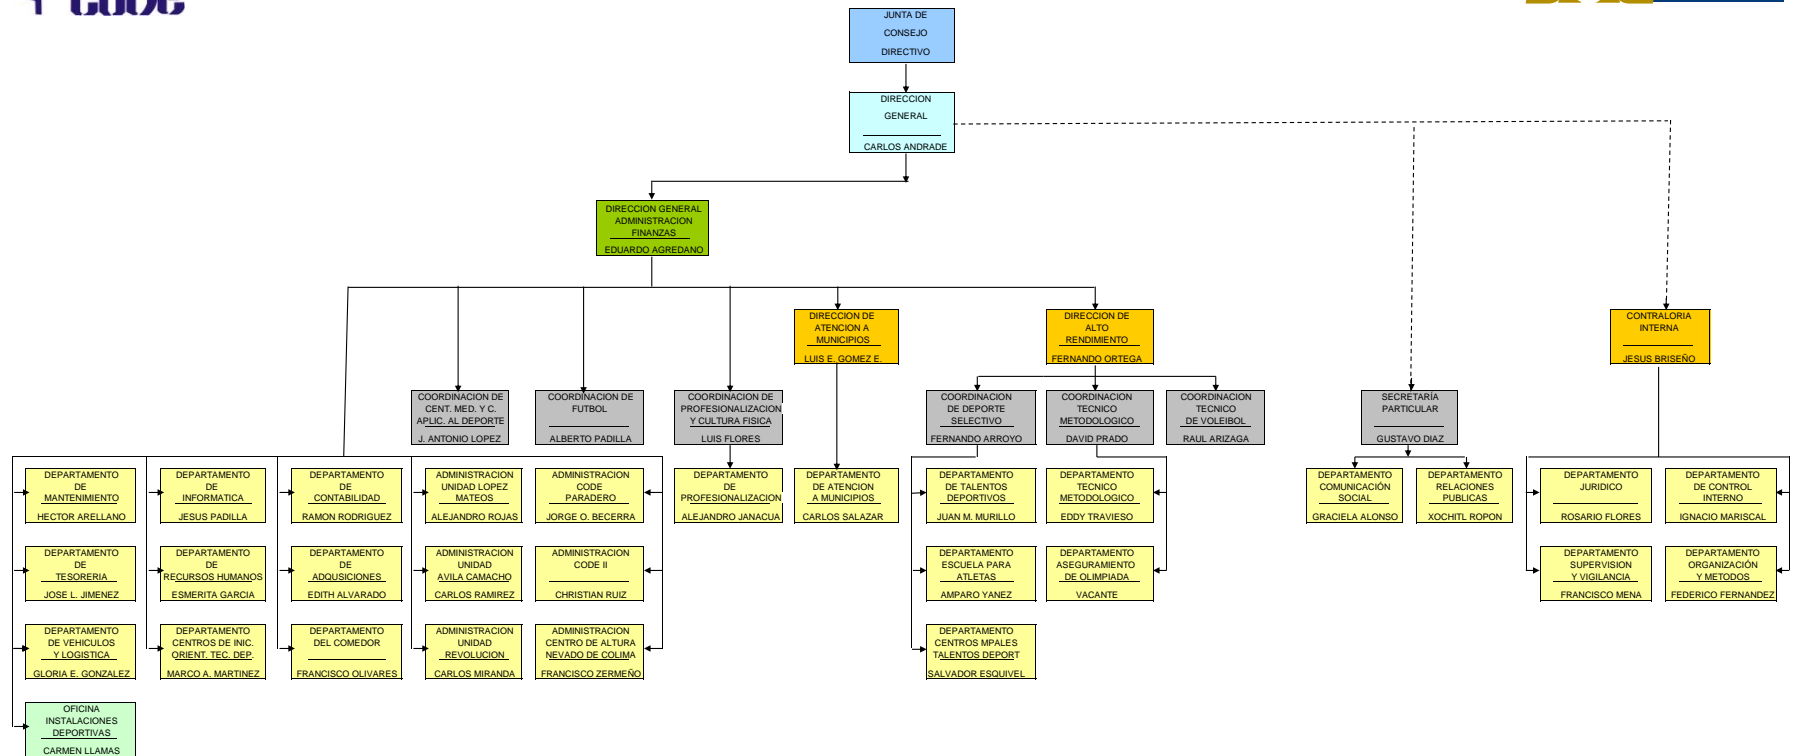 JUNTA DE
CONSEJO
DIRECTIVO
DIRECCION
GENERAL
CARLOS ANDRADE
DIRECCION GENERAL
ADMINISTRACION
FINANZAS
EDUARDO AGREDANO
DIRECCION DE
ATENCION A
MUNICIPIOS
LUIS E. GOMEZ E.
DIRECCION DE
ALTO
RENDIMIENTO
FERNANDO ORTEGA
CONTRALORIA
INTERNA
JESUS BRISEÑO
COORDINACION DE
CENT. MED. Y C.
APLIC. AL DEPORTE
J. ANTONIO LOPEZ
COORDINACION DE
FUTBOL
ALBERTO PADILLA
COORDINACION DE
PROFESIONALIZACION
Y CULTURA FISICA
LUIS FLORES
COORDINACION
DE DEPORTE
SELECTIVO
FERNANDO ARROYO
COORDINACION
TECNICO
METODOLOGICO
DAVID PRADO
COORDINACION
TECNICO
DE VOLEIBOL
RAUL ARIZAGA
SECRETARÍA
PARTICULAR
GUSTAVO DIAZ
DEPARTAMENTO
DE
MANTENIMIENTO
HECTOR ARELLANO
DEPARTAMENTO
DE
INFORMATICA
JESUS PADILLA
DEPARTAMENTO
DE
CONTABILIDAD
RAMON RODRIGUEZ
ADMINISTRACION
UNIDAD LOPEZ
MATEOS
ALEJANDRO ROJAS
ADMINISTRACION
CODE
PARADERO
JORGE O. BECERRA
DEPARTAMENTO
DE
PROFESIONALIZACION
ALEJANDRO JANACUA
DEPARTAMENTO
DE ATENCION
A MUNICIPIOS
CARLOS SALAZAR
DEPARTAMENTO
DE TALENTOS
DEPORTIVOS
JUAN M. MURILLO
DEPARTAMENTO
TECNICO
METODOLOGICO
EDDY TRAVIESO
DEPARTAMENTO
COMUNICACIÓN
SOCIAL
GRACIELA ALONSO
DEPARTAMENTO
RELACIONES
PUBLICAS
XOCHITL ROPON
DEPARTAMENTO
JURIDICO
ROSARIO FLORES
DEPARTAMENTO
DE CONTROL
INTERNO
IGNACIO MARISCAL
DEPARTAMENTO
DE
TESORERIA
JOSE L. JIMENEZ
DEPARTAMENTO
DE
RECURSOS HUMANOS
ESMERITA GARCIA
DEPARTAMENTO
DE
ADQUSICIONES
EDITH ALVARADO
ADMINISTRACION
UNIDAD
AVILA CAMACHO
CARLOS RAMIREZ
ADMINISTRACION
CODE II
CHRISTIAN RUIZ
DEPARTAMENTO
ESCUELA PARA
ATLETAS
AMPARO YANEZ
DEPARTAMENTO
ASEGURAMIENTO
DE OLIMPIADA
VACANTE
DEPARTAMENTO
SUPERVISION
Y VIGILANCIA
FRANCISCO MENA
DEPARTAMENTO
ORGANIZACIÓN
Y METODOS
FEDERICO FERNANDEZ
DEPARTAMENTO
DE VEHICULOS
Y LOGISTICA
GLORIA E. GONZALEZ
DEPARTAMENTO
CENTROS DE INIC.
ORIENT. TEC. DEP.
MARCO A. MARTINEZ
DEPARTAMENTO
DEL COMEDOR
FRANCISCO OLIVARES
ADMINISTRACION
UNIDAD
REVOLUCION
CARLOS MIRANDA
ADMINISTRACION
CENTRO DE ALTURA
NEVADO DE COLIMA
FRANCISCO ZERMEÑO
DEPARTAMENTO
CENTROS MPALES
TALENTOS DEPORT
SALVADOR ESQUIVEL
OFICINA
INSTALACIONES
DEPORTIVAS
CARMEN LLAMAS